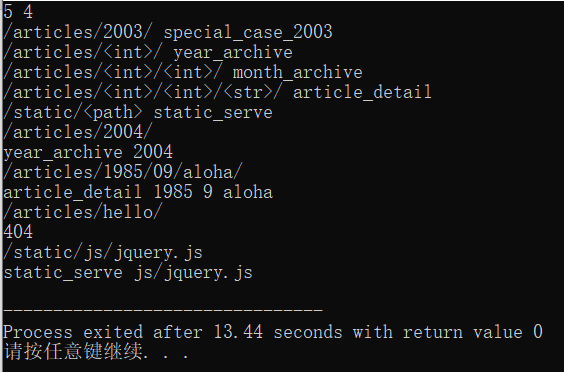 5 4
/articles/2003/ special_case_2003
/articles/<int>/ year_archive
/articles/<int>/<int>/ month_archive
/articles/<int>/<int>/<str>/ article_detail
/static/<path> static_serve
/articles/2004/
year_archive 2004
/articles/1985/09/aloha/
article_detail 1985 9 aloha
/articles/hello/
404
/static/js/jquery.js
static_serve js/jquery.js

--------------------------------
Process exited after 13.44 seconds with return value 0
请按任意键继续. . .